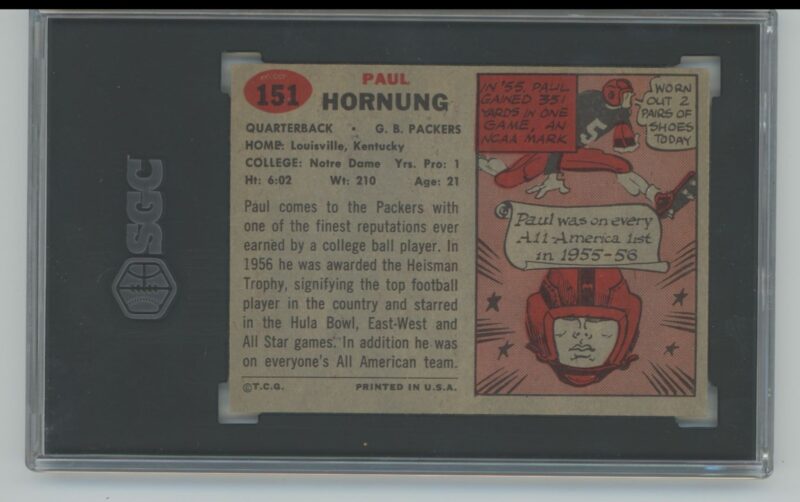 SGC
151
PAUL
HORNUNG
QUARTERBACK • G. B. PACKERS
HOME: Louisville, Kentucky
COLLEGE: Notre Dame Yrs. Pro: 1
Ht: 6:02 Wt: 210 Age: 21
Paul comes to the Packers with
one of the finest reputations ever
earned by a college ball player. In
1956 he was awarded the Heisman
Trophy, signifying the top football
player in the country and starred
in the Hula Bowl, East-West and
All Star games. In addition he was
on everyone's All American team.
©T.C.G. PRINTED IN U.S.A.
IN '55, PAUL
GAINED 351
YARDS IN ONE
GAME, AN
NCAA MARK
5
WORN
OUT 2
PAIRS OF
SHOES
TODAY
Paul was on every
All-America list
in 1955-56